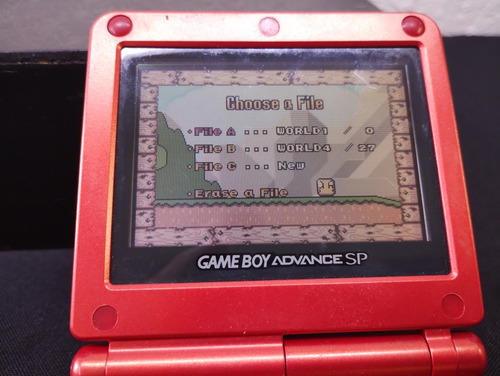 Choose a File
·File A ... WORLD1 / 0
·File B ... WORLD4 / 27
·File C ... New
·Erase a File
GAME BOY ADVANCE SP